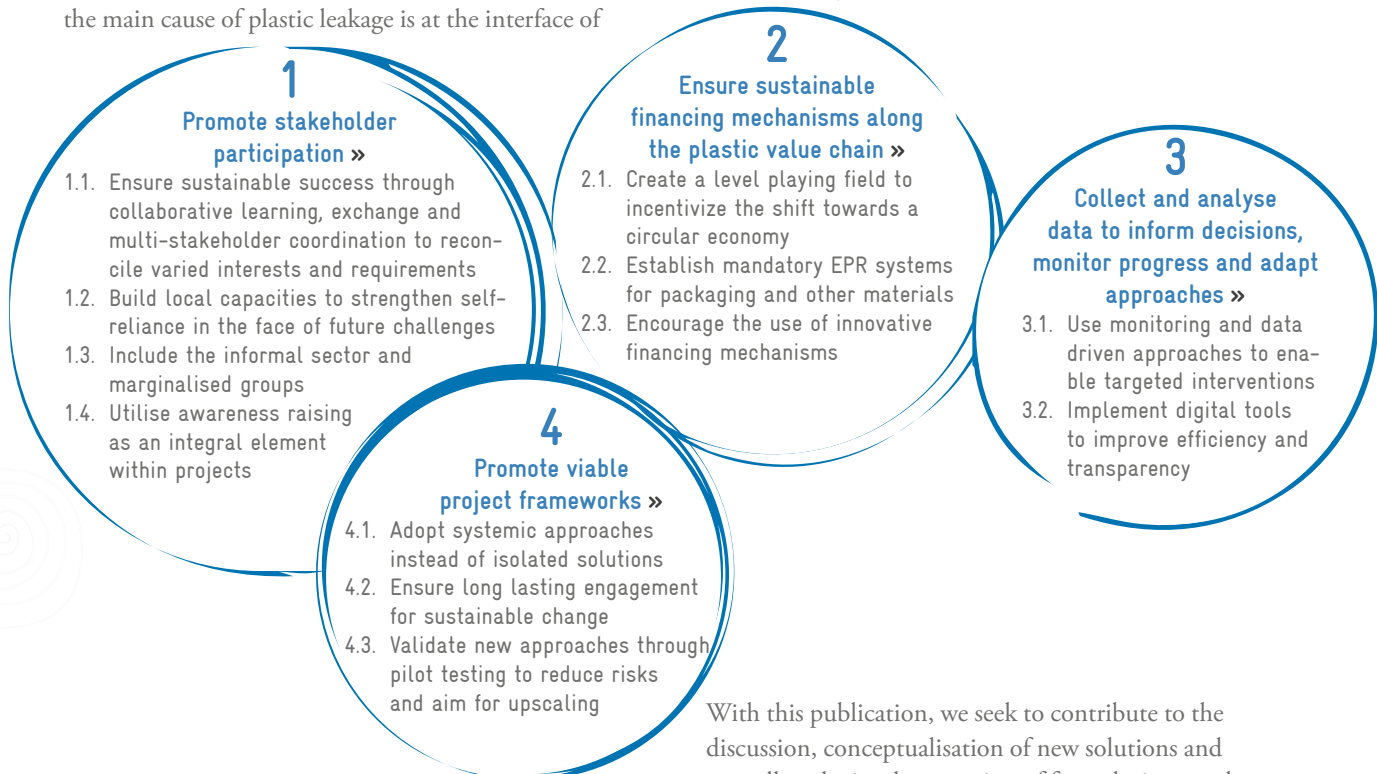 the main cause of plastic leakage is at the interface of
1
Promote stakeholder
participation »
1.1. Ensure sustainable success through
collaborative learning, exchange and
multi-stakeholder coordination to recon-
cile varied interests and requirements
1.2. Build local capacities to strengthen self-
reliance in the face of future challenges
1.3. Include the informal sector and
marginalised groups
1.4. Utilise awareness raising
as an integral element
within projects
2
Ensure sustainable
financing mechanisms along
the plastic value chain »
2.1. Create a level playing field to
incentivize the shift towards a
circular economy
2.2. Establish mandatory EPR systems
for packaging and other materials
2.3. Encourage the use of innovative
financing mechanisms
3
Collect and analyse
data to inform decisions,
monitor progress and adapt
approaches »
3.1. Use monitoring and data
driven approaches to ena-
ble targeted interventions
3.2. Implement digital tools
to improve efficiency and
transparency
4
Promote viable
project frameworks »
4.1. Adopt systemic approaches
instead of isolated solutions
4.2. Ensure long lasting engagement
for sustainable change
4.3. Validate new approaches through
pilot testing to reduce risks
and aim for upscaling
With this publication, we seek to contribute to the
discussion, conceptualisation of new solutions and